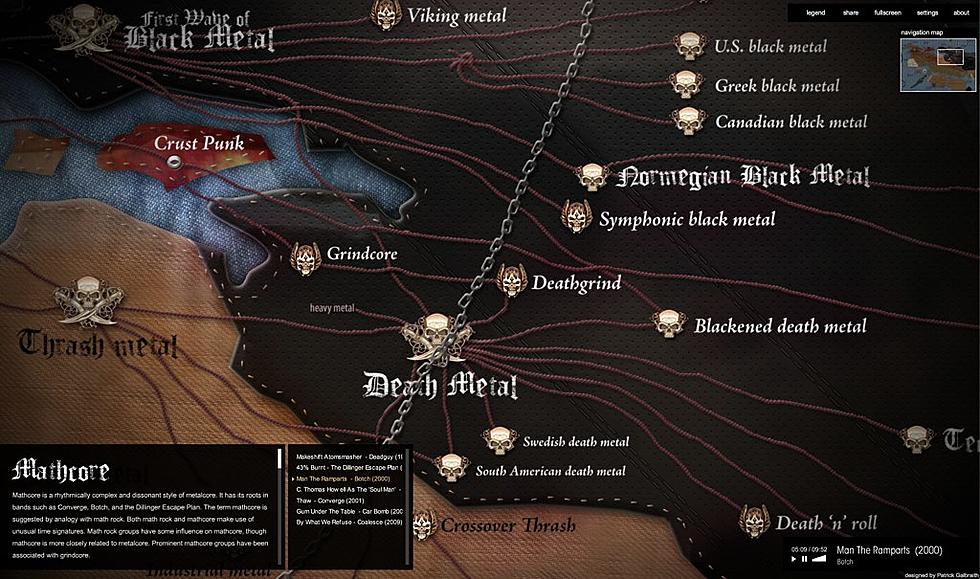 legend share fullscreen settings about
navigation map
First Wave of
Black Metal
Viking metal
U.S. black metal
Greek black metal
Canadian black metal
Crust Punk
Norwegian Black Metal
Symphonic black metal
Grindcore
Deathgrind
heavy metal
Blackened death metal
Thrash metal
Death Metal
Swedish death metal
South American death metal
Crossover Thrash
Death 'n' roll
Industrial metal
Mathcore
Mathcore is a rhythmically complex and dissonant style of metalcore. It has its roots in
bands such as Converge, Botch, and the Dillinger Escape Plan. The term mathcore is
suggested by analogy with math rock. Both math rock and mathcore make use of
unusual time signatures. Math rock groups have some influence on mathcore, though
mathcore is more closely related to metalcore. Prominent mathcore groups have been
associated with grindcore.
Makeshift Atomsmasher - Deadguy (1
43% Burnt - The Dillinger Escape Plan (
Man The Ramparts - Botch (2000)
C. Thomas Howell As The 'Soul Man' -
Thaw - Converge (2001)
Gun Under The Table - Car Bomb (200
By What We Refuse - Coalesce (2009)
05:09 / 09:52
Man The Ramparts (2000)
Botch
designed by Patrick Galbraith